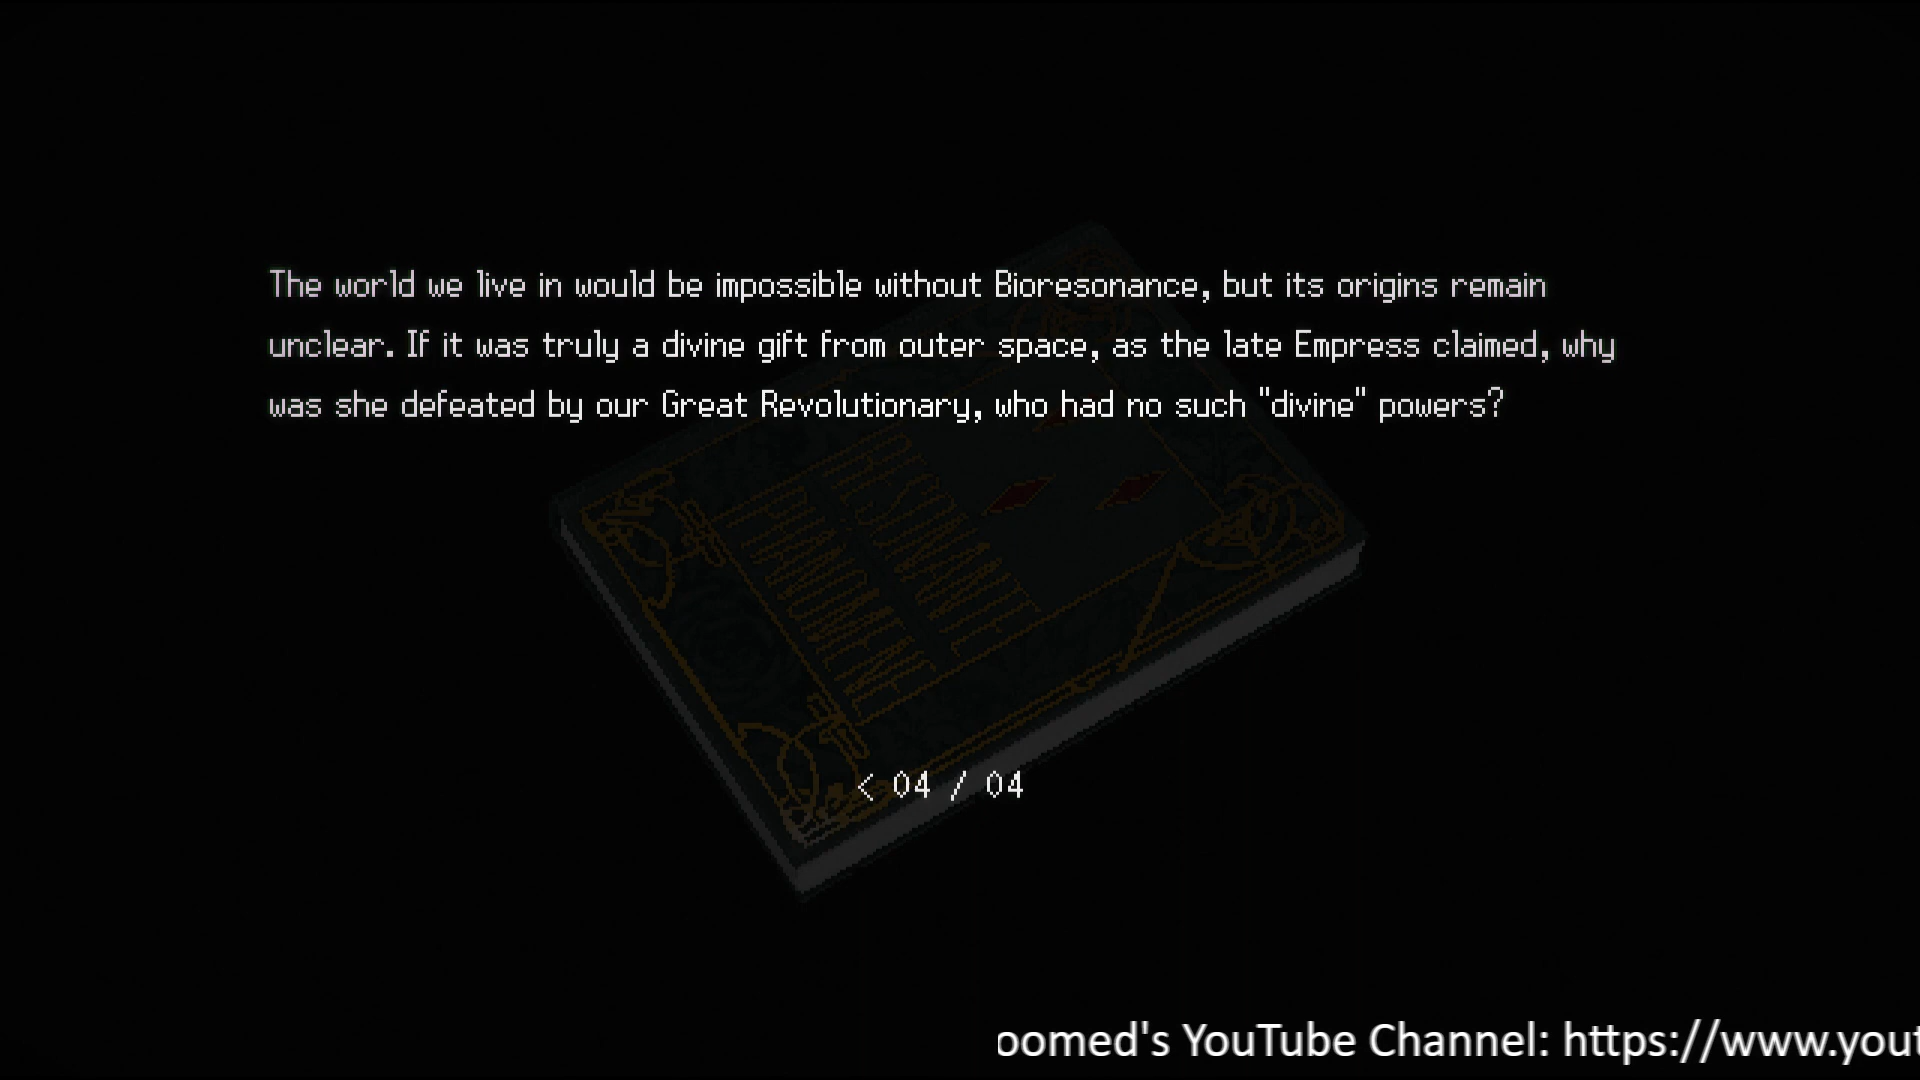 The world we live in would be impossible without Bioresonance, but its origins remain
unclear. If it was truly a divine gift from outer space, as the late Empress claimed, why
was she defeated by our Great Revolutionary, who had no such "divine" powers?
RESONANTE
PHANOMENE
< 04 / 04
oomed's YouTube Channel: https://www.yout